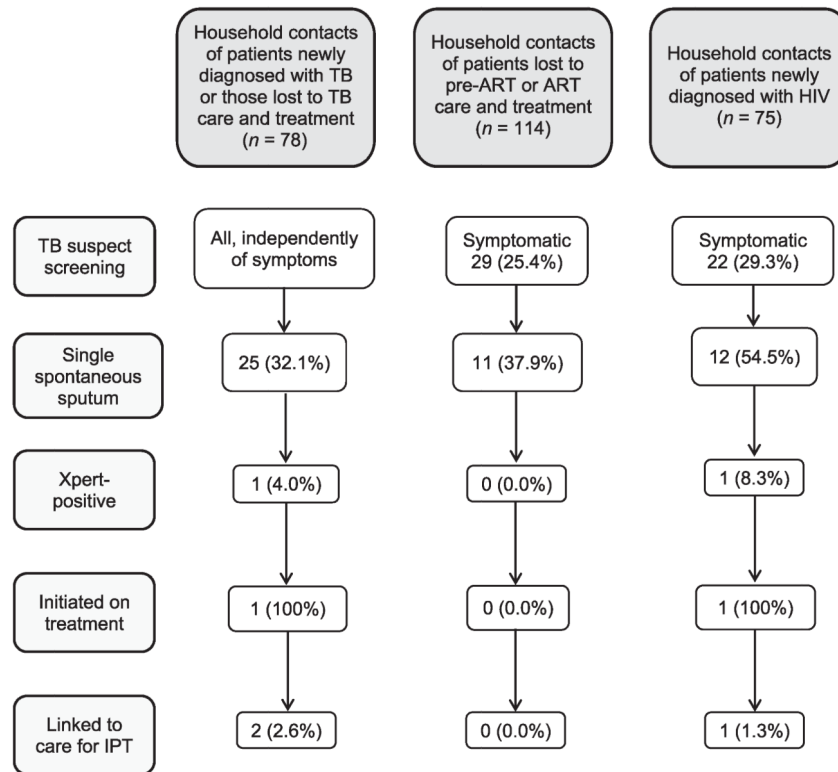 Household contacts
of patients newly
diagnosed with TB
or those lost to TB
care and treatment
(n = 78)
Household contacts
of patients lost to
pre-ART or ART
care and treatment
(n = 114)
Household contacts
of patients newly
diagnosed with HIV
(n = 75)
TB suspect
screening
All, independently
of symptoms
Symptomatic
29 (25.4%)
Symptomatic
22 (29.3%)
Single
spontaneous
sputum
25 (32.1%)
11 (37.9%)
12 (54.5%)
Xpert-
positive
1 (4.0%)
0 (0.0%)
1 (8.3%)
Initiated on
treatment
1 (100%)
0 (0.0%)
1 (100%)
Linked to
care for IPT
2 (2.6%)
0 (0.0%)
1 (1.3%)